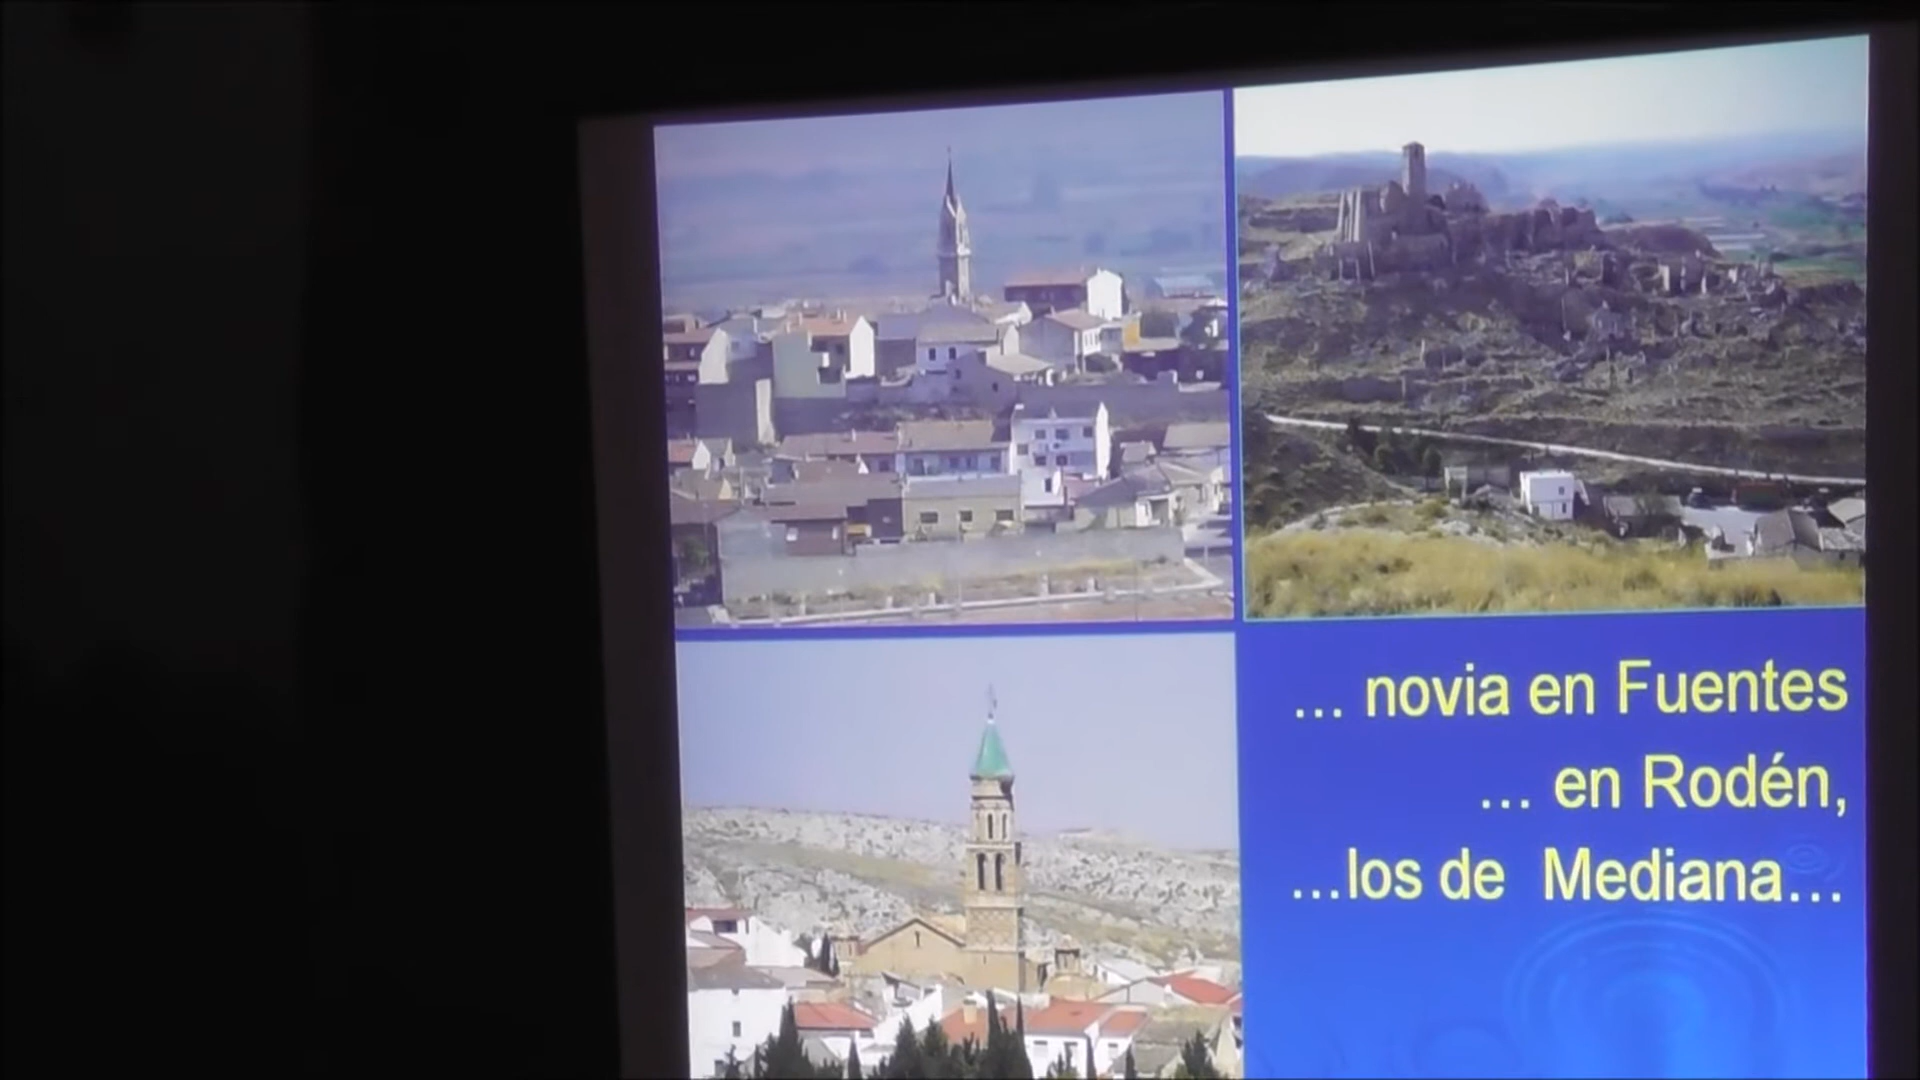 ... novia en Fuentes
... en Rodén,
...los de Mediana...